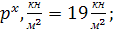 pˣ, кн/м² = 19 кн/м²;